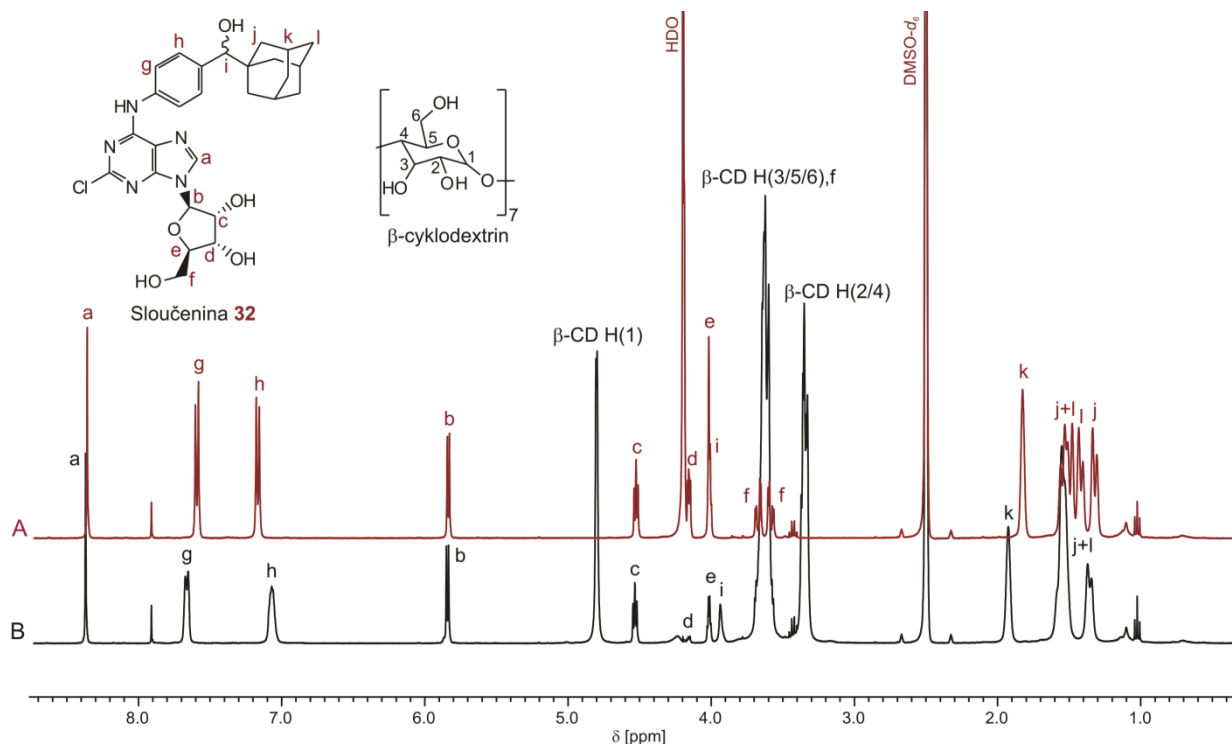 OH
h
j
k
l
g
i
HN
N
N
a
Cl
N
N
b
OH
O
c
e
d
OH
HO
f
Sloučenina 32
6
OH
4
5
O
1
3
2
HO
OH
O
7
β-cyklodextrin
HDO
DMSO-d6
β-CD H(3/5/6),f
β-CD H(2/4)
β-CD H(1)
a
g
h
b
c
d
e
i
f
f
k
j+l
l
j
A
a
g
h
b
c
d
e
i
k
j+l
B
8.0 7.0 6.0 5.0 4.0 3.0 2.0 1.0
δ [ppm]